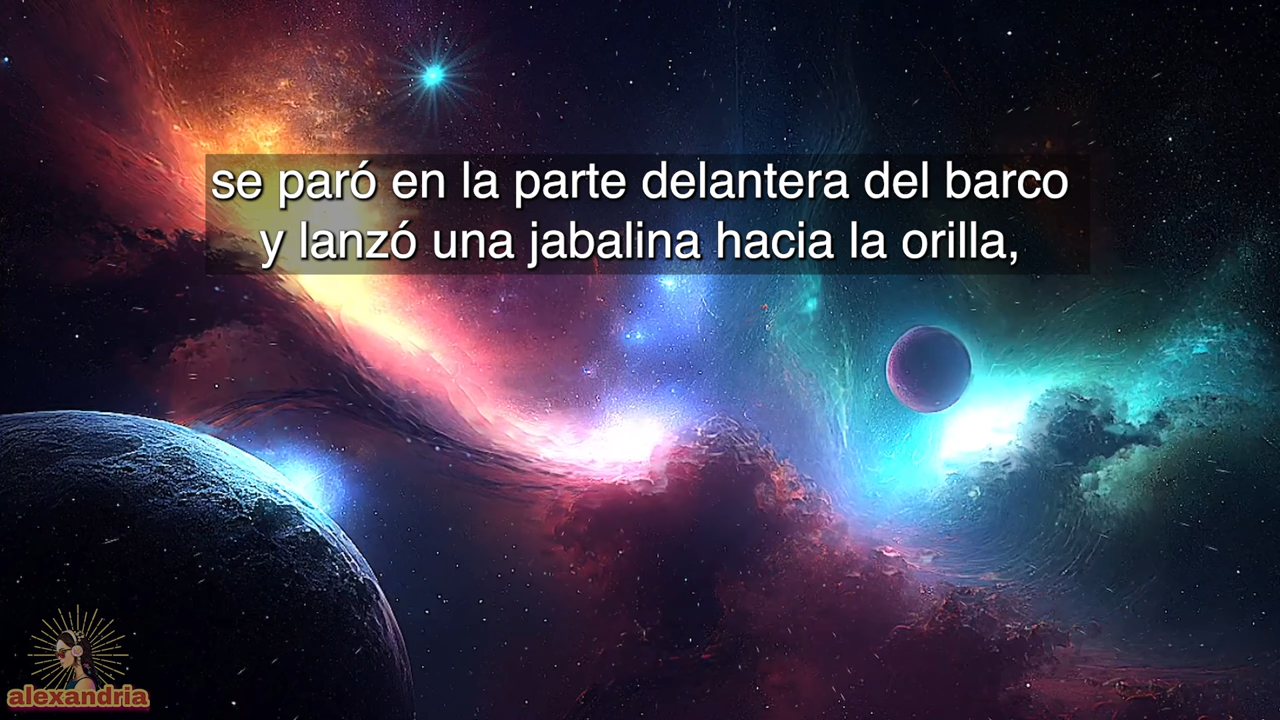 se paró en la parte delantera del barco
y lanzó una jabalina hacia la orilla,
alexandria